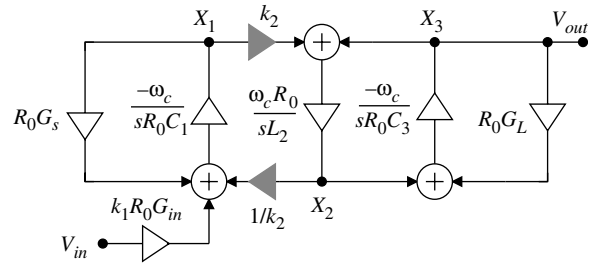 X1 k2 X3 Vout
R0Gs
−ωc
sR0C1
ωcR0
sL2
−ωc
sR0C3
R0GL
k1R0Gin
1/k2
X2
Vin